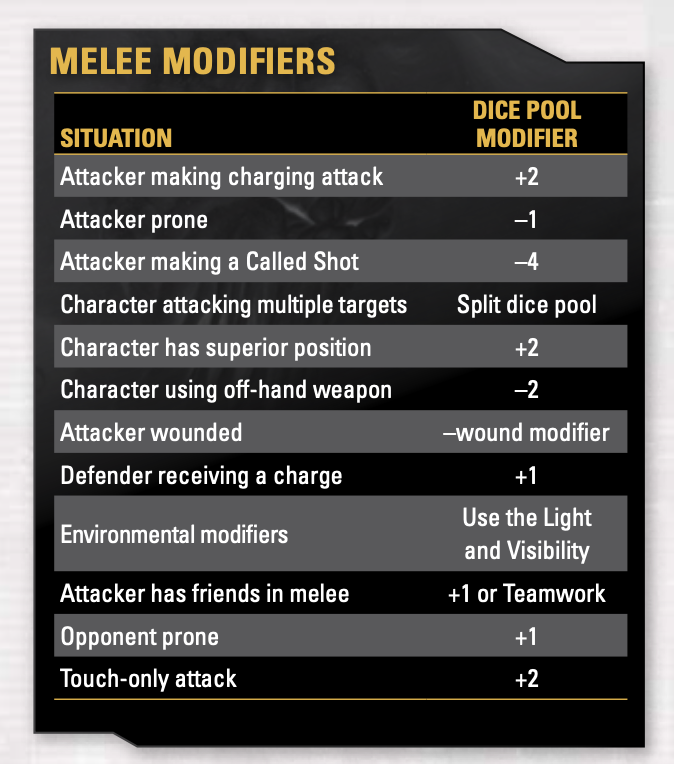 MELEE MODIFIERS
SITUATION
DICE POOL
MODIFIER
Attacker making charging attack +2
Attacker prone –1
Attacker making a Called Shot –4
Character attacking multiple targets Split dice pool
Character has superior position +2
Character using off-hand weapon –2
Attacker wounded –wound modifier
Defender receiving a charge +1
Environmental modifiers
Use the Light
and Visibility
Attacker has friends in melee +1 or Teamwork
Opponent prone +1
Touch-only attack +2